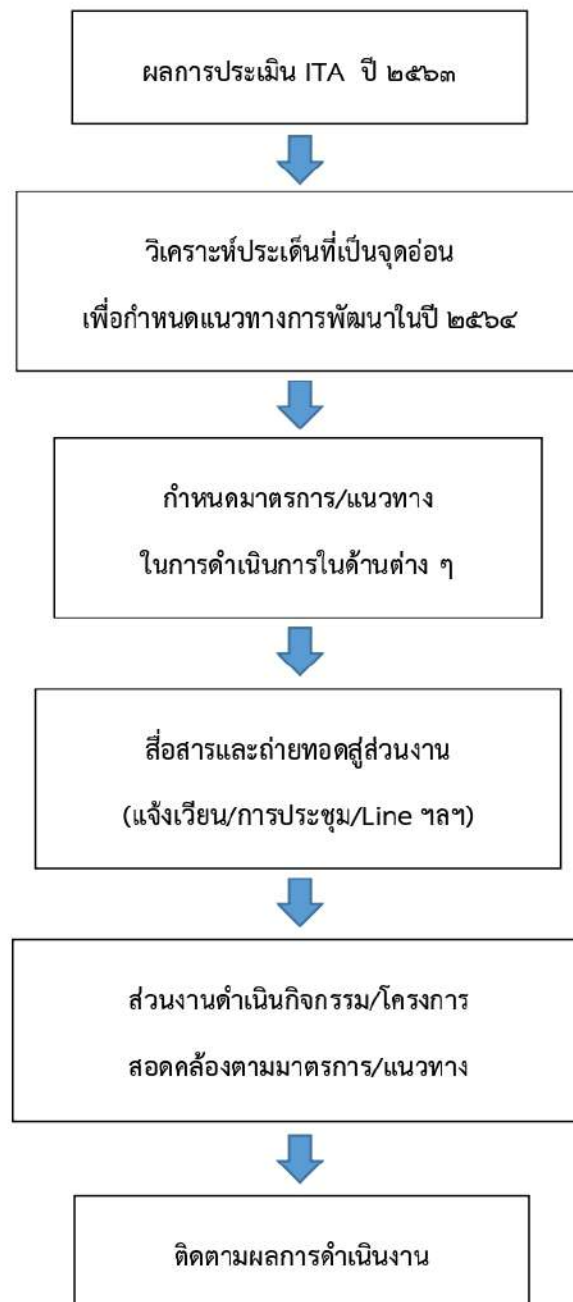 ผลการประเมิน ITA ปี ๒๕๖๓
วิเคราะห์ประเด็นที่เป็นจุดอ่อน
เพื่อกำหนดแนวทางการพัฒนาในปี ๒๕๖๔
กำหนดมาตรการ/แนวทาง
ในการดำเนินการในด้านต่าง ๆ
สื่อสารและถ่ายทอดสู่ส่วนงาน
(แจ้งเวียน/การประชุม/Line ฯลฯ)
ส่วนงานดำเนินกิจกรรม/โครงการ
สอดคล้องตามมาตรการ/แนวทาง
ติดตามผลการดำเนินงาน